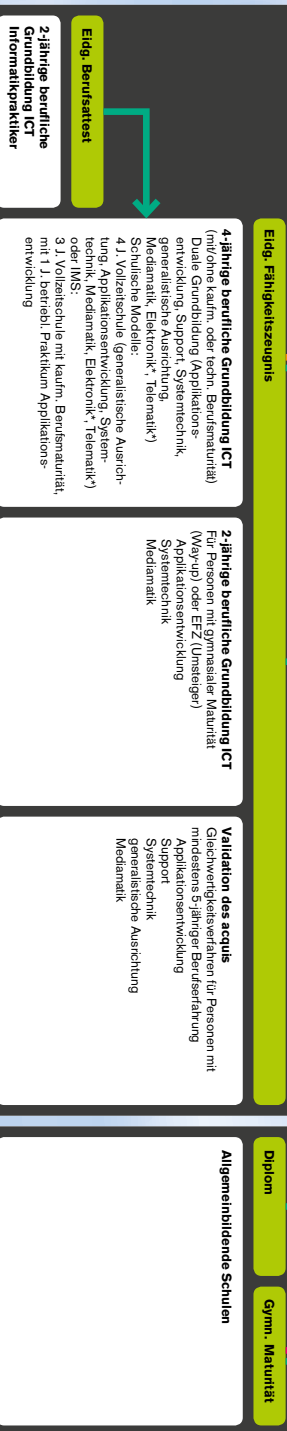 Eidg. Fähigkeitszeugnis
Diplom
Gymn. Maturität
Eidg. Berufsattest
2-jährige berufliche
Grundbildung ICT
Informatikpraktiker
4-jährige berufliche Grundbildung ICT
(mit/ohne kaufm. oder techn. Berufsmaturität)
Duale Grundbildung (Applikations-
entwicklung, Support, Systemtechnik,
generalistische Ausrichtung,
Mediamatik, Elektronik*, Telematik*)
Schulische Modelle:
4 J. Vollzeitschule (generalistische Ausrich-
tung, Applikationsentwicklung, System-
technik, Mediamatik, Elektronik*, Telematik*)
oder IMS:
3 J. Vollzeitschule mit kaufm. Berufsmaturität,
mit 1 J. betriebl. Praktikum Applikations-
entwicklung
2-jährige berufliche Grundbildung ICT
Für Personen mit gymnasialer Maturität
(Way-up) oder EFZ (Umsteiger)
Applikationsentwicklung
Systemtechnik
Mediamatik
Validation des acquis
Gleichwertigkeitsverfahren für Personen mit
mindestens 5-jähriger Berufserfahrung
Applikationsentwicklung
Support
Systemtechnik
generalistische Ausrichtung
Mediamatik
Allgemeinbildende Schulen